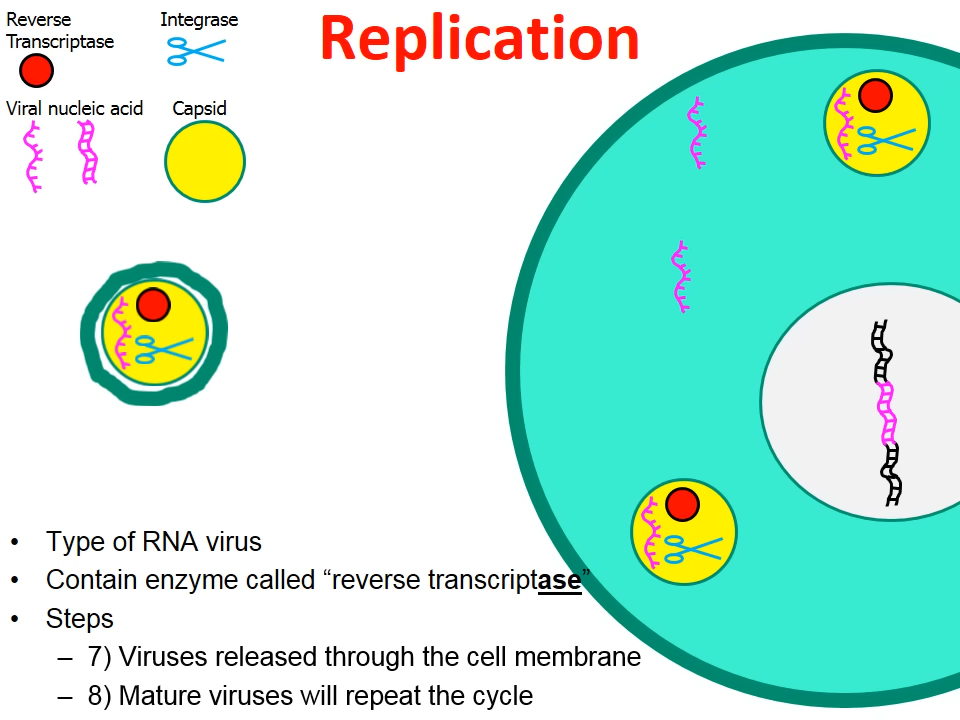 Replication
Reverse
Transcriptase
Integrase
Viral nucleic acid
Capsid
• Type of RNA virus
• Contain enzyme called “reverse transcriptase”
• Steps
– 7) Viruses released through the cell membrane
– 8) Mature viruses will repeat the cycle